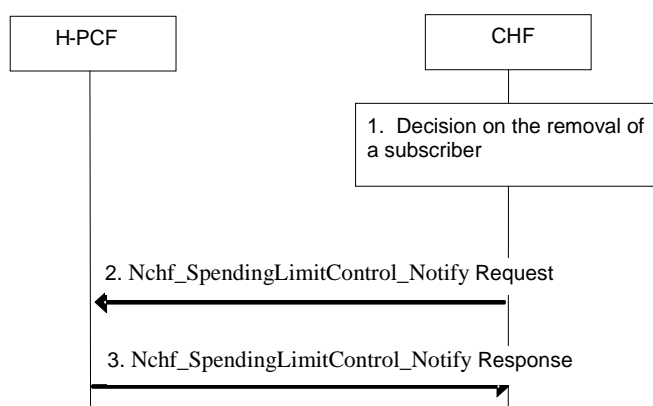 H-PCF
CHF
1. Decision on the removal of
a subscriber
2. Nchf_SpendingLimitControl_Notify Request
3. Nchf_SpendingLimitControl_Notify Response